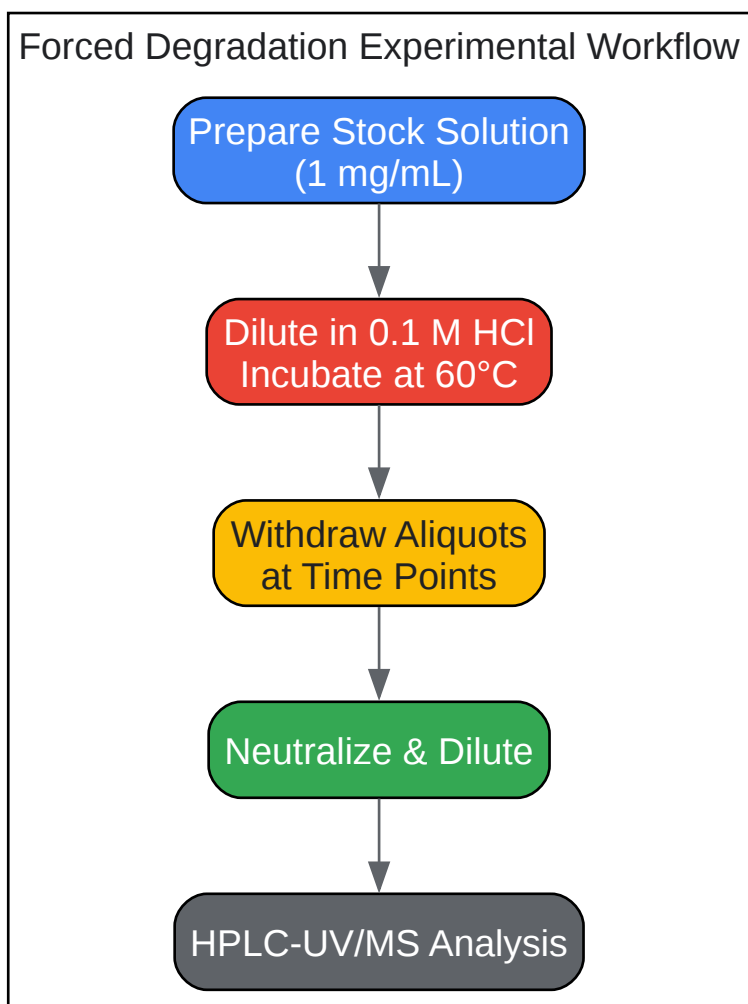 Forced Degradation Experimental Workflow
Prepare Stock Solution
(1 mg/mL)
Dilute in 0.1 M HCl
Incubate at 60°C
Withdraw Aliquots
at Time Points
Neutralize & Dilute
HPLC-UV/MS Analysis